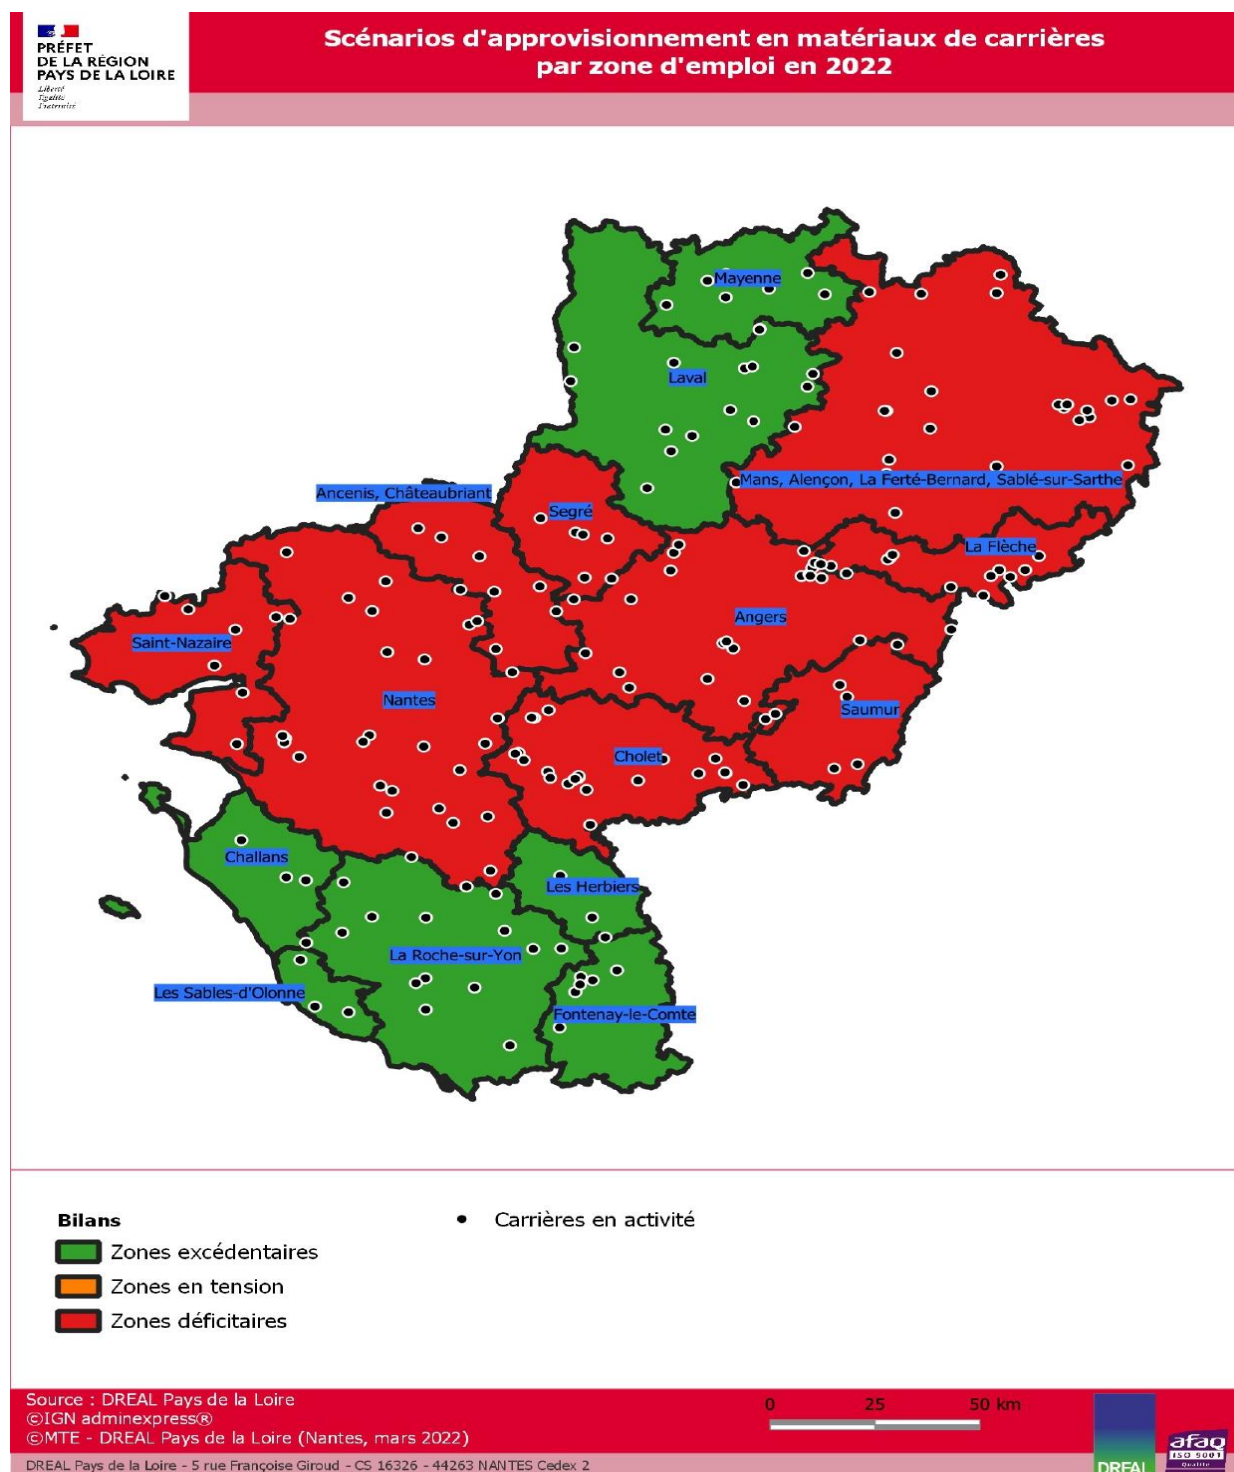 PRÉFET
DE LA RÉGION
PAYS DE LA LOIRE
Liberté
Égalité
Fraternité
Scénarios d'approvisionnement en matériaux de carrières
par zone d'emploi en 2022
Mayenne
Laval
Mans, Alençon, La Ferté-Bernard, Sablé-sur-Sarthe
Ancenis, Châteaubriant
Segré
La Flèche
Angers
Saint-Nazaire
Nantes
Saumur
Cholet
Challans
Les Herbiers
La Roche-sur-Yon
Les Sables-d'Olonne
Fontenay-le-Comte
Bilans
Carrières en activité
Zones excédentaires
Zones en tension
Zones déficitaires
Source : DREAL Pays de la Loire
©IGN adminexpress®
©MTE - DREAL Pays de la Loire (Nantes, mars 2022)
0 25 50 km
DREAL Pays de la Loire - 5 rue Françoise Giroud - CS 16326 - 44263 NANTES Cedex 2
DREAL
afaq
ISO 9001
Qualité